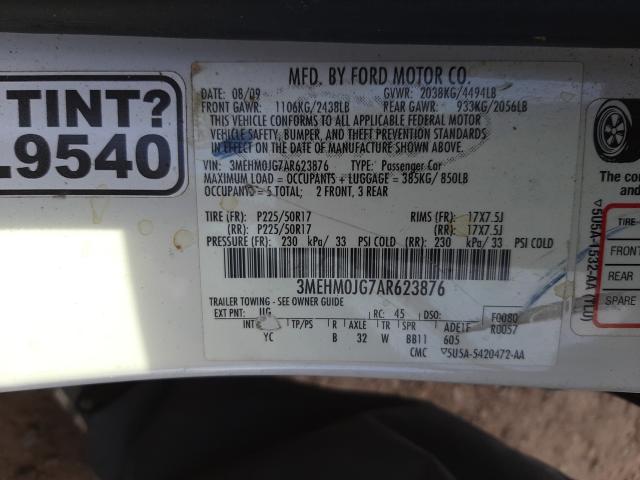 TINT?
.9540
MFD. BY FORD MOTOR CO.
DATE: 08/09 GVWR: 2038KG/4494LB
FRONT GAWR: 1106KG/2438LB REAR GAWR: 933KG/2056LB
THIS VEHICLE CONFORMS TO ALL APPLICABLE FEDERAL MOTOR
VEHICLE SAFETY, BUMPER, AND THEFT PREVENTION STANDARDS
IN EFFECT ON THE DATE OF MANUFACTURE SHOWN ABOVE.
VIN: 3MEHM0JG7AR623876 TYPE: Passenger Car
MAXIMUM LOAD = OCCUPANTS + LUGGAGE = 385KG/ 850LB
OCCUPANTS = 5 TOTAL: 2 FRONT, 3 REAR
TIRE (FR): P225/50R17 RIMS (FR): 17X7.5J
(RR): P225/50R17 (RR): 17X7.5J
PRESSURE (FR): 230 kPa/ 33 PSI COLD (RR): 230 kPa/ 33 PSI COLD
3MEHM0JG7AR623876
TRAILER TOWING - SEE OWNER GUIDE
EXT PNT: UG RC: 45 DSO: F0080
INT TR TP/PS R AXLE TR SPR ADE1F R0057
YC B 32 W BB11 605
CMC ▽5U5A-5420472-AA
The co
TIRE-
FRONT
REAR
SPARE
▽5U5A-1532-AA (TLU)